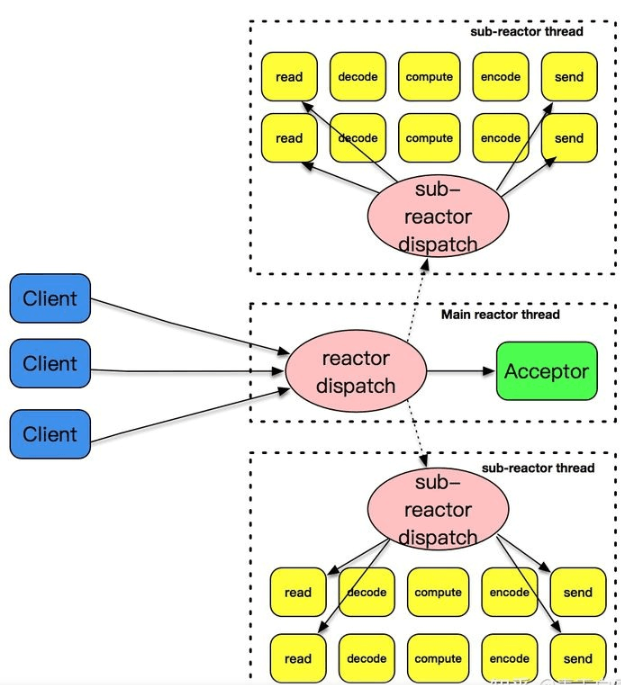 sub-reactor thread
read
decode
compute
encode
send
read
decode
compute
encode
send
sub-
reactor
dispatch
Client
Client
Client
Main reactor thread
reactor
dispatch
Acceptor
sub-reactor thread
sub-
reactor
dispatch
read
decode
compute
encode
send
read
decode
compute
encode
send